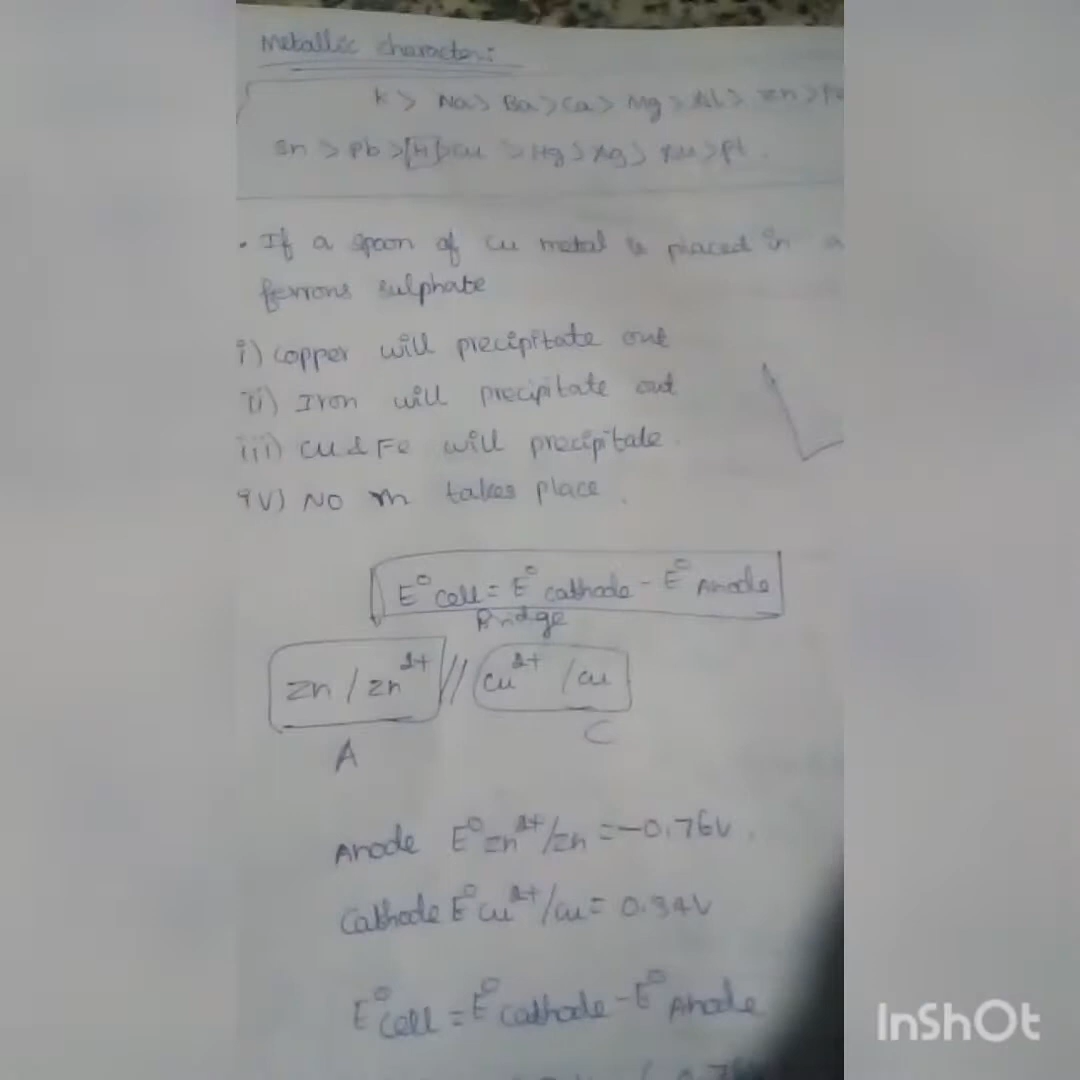 Metallic character:
K > Na > Ba > Ca > Mg > Al > Zn > Fe
Sn > Pb > [H] > Cu > Hg > Ag > Au > Pt .
• If a spoon of Cu metal is placed in a
ferrous sulphate
i) copper will precipitate out
ii) Iron will precipitate out
iii) Cu & Fe will precipitate .
iv) No takes place .
E° cell = E° cathode - E° Anode
Bridge
Zn / Zn²⁺ // Cu²⁺ / Cu
A C
Anode E° Zn²⁺/Zn = -0.76V .
Cathode E° Cu²⁺/Cu = 0.34V
E° cell = E° cathode - E° Anode
InShOt